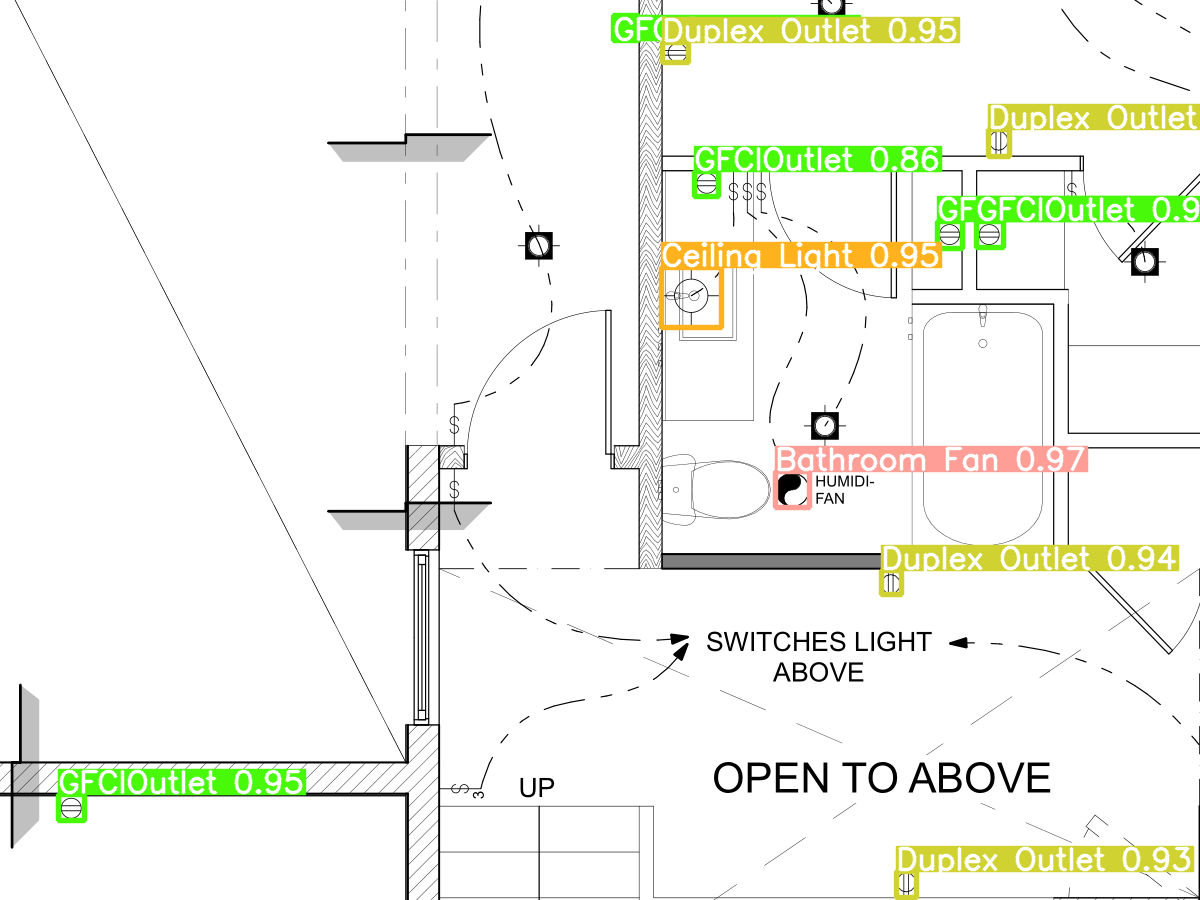 GFC
Duplex Outlet 0.95
Duplex Outlet
GFCIOutlet 0.86
S S S
S
GF
GFCIOutlet 0.9
Ceiling Light 0.95
S
Bathroom Fan 0.97
HUMIDI-
FAN
S
Duplex Outlet 0.94
SWITCHES LIGHT
ABOVE
GFCIOutlet 0.95
S 3
UP
OPEN TO ABOVE
Duplex Outlet 0.93